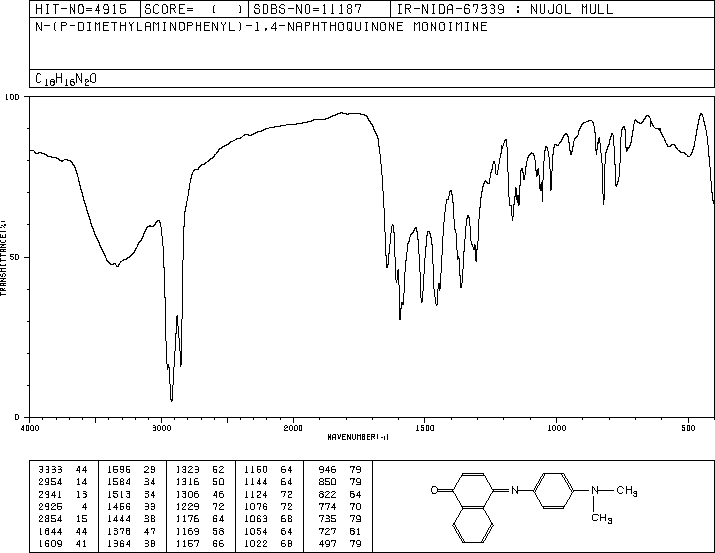 HIT-NO=4915 SCORE= ( ) SDBS-NO=11187 IR-NIDA-67339 : NUJOL MULL
N-(P-DIMETHYLAMINOPHENYL)-1,4-NAPHTHOQUINONE MONOIMINE
C18H16N2O
100
50
0
TRANSMITTANCE(%)
4000 3000 2000 1500 1000 500
WAVENUMBER(-1)
3333 44 1596 29 1323 52 1160 64 946 79
2954 14 1584 34 1316 50 1144 64 850 79
2941 13 1513 34 1306 46 1124 72 822 64
2925 4 1456 33 1229 72 1076 72 774 70
2854 15 1444 38 1176 64 1063 68 735 79
1644 44 1378 47 1169 58 1054 64 727 81
1609 41 1364 38 1157 66 1022 68 497 79
O N N CH3
CH3